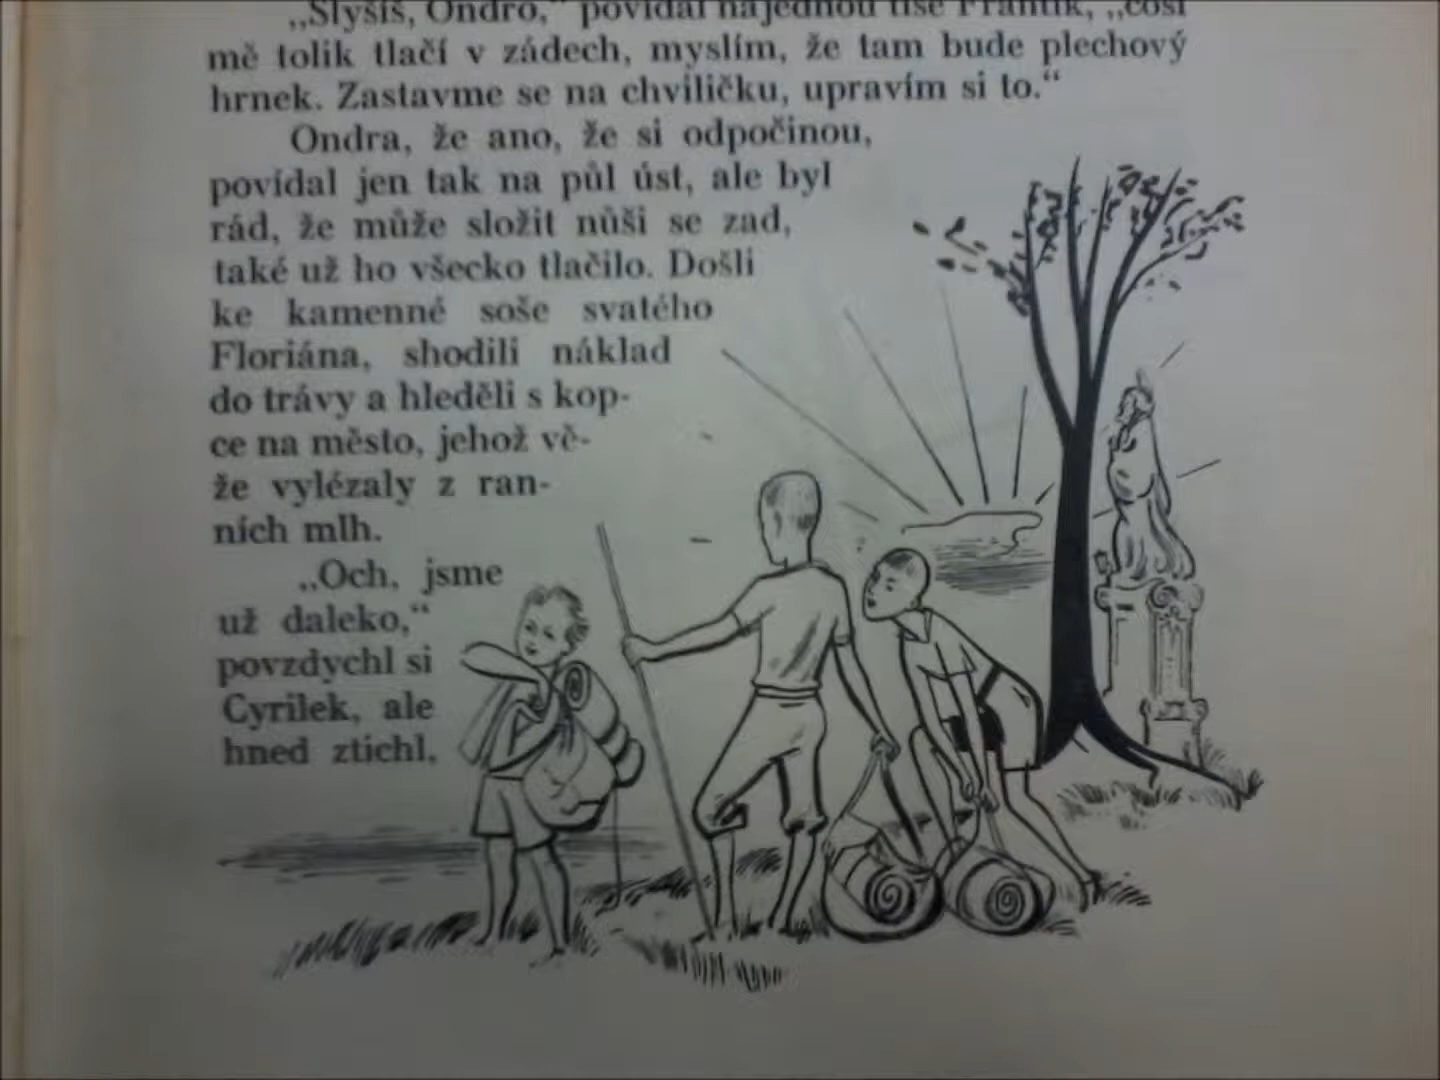 „Slyšíš, Ondro,“ povídal najednou tiše Frantík, „cosi
mě tolik tlačí v zádech, myslím, že tam bude plechový
hrnek. Zastavme se na chviličku, upravím si to.“
Ondra, že ano, že si odpočinou,
povídal jen tak na půl úst, ale byl
rád, že může složit nůši se zad,
také už ho všecko tlačilo. Došli
ke kamenné soše svatého
Floriána, shodili náklad
do trávy a hleděli s kop-
ce na město, jehož vě-
že vylézaly z ran-
ních mlh.
„Och, jsme
už daleko,“
povzdychl si
Cyrilek, ale
hned ztichl,